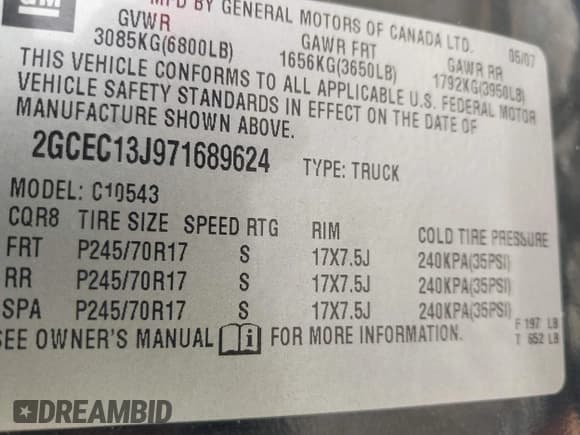 GM
MFD BY GENERAL MOTORS OF CANADA LTD.
05/07
GVWR GAWR FRT GAWR RR
3085KG(6800LB) 1656KG(3650LB) 1792KG(3950LB)
THIS VEHICLE CONFORMS TO ALL APPLICABLE U.S. FEDERAL MOTOR
VEHICLE SAFETY STANDARDS IN EFFECT ON THE DATE OF
MANUFACTURE SHOWN ABOVE.
2GCEC13J971689624 TYPE: TRUCK
MODEL: C10543
CQR8 TIRE SIZE SPEED RTG RIM COLD TIRE PRESSURE
FRT P245/70R17 S 17X7.5J 240KPA(35PSI)
RR P245/70R17 S 17X7.5J 240KPA(35PSI)
SPA P245/70R17 S 17X7.5J 240KPA(35PSI)
SEE OWNER'S MANUAL i FOR MORE INFORMATION.
F 197 LB
T 652 LB
DREAMBID